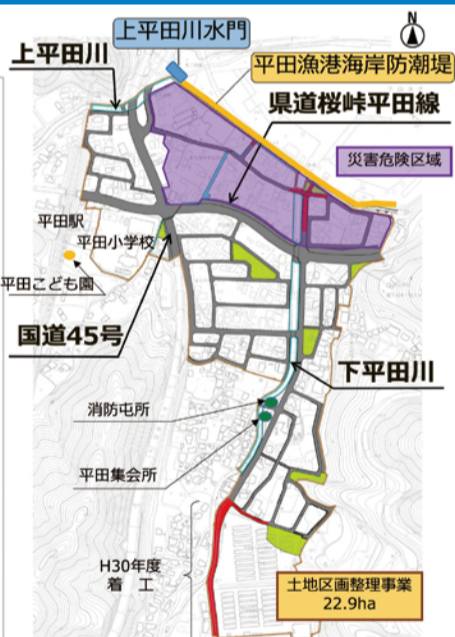 上平田川水門
N
上平田川
平田漁港海岸防潮堤
県道桜峠平田線
災害危険区域
平田駅
平田小学校
平田こども園
国道45号
下平田川
消防屯所
平田集会所
H30年度
着 工
土地区画整理事業
22.9ha